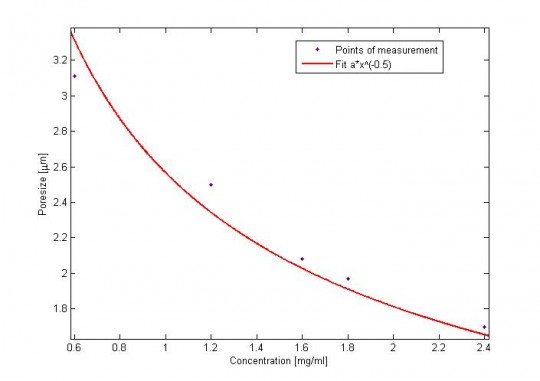 Points of measurement
Fit a*x^(-0.5)
3.2
3
2.8
2.6
2.4
2.2
2
1.8
Poresize [µm]
0.6 0.8 1 1.2 1.4 1.6 1.8 2 2.2 2.4
Concentration [mg/ml]